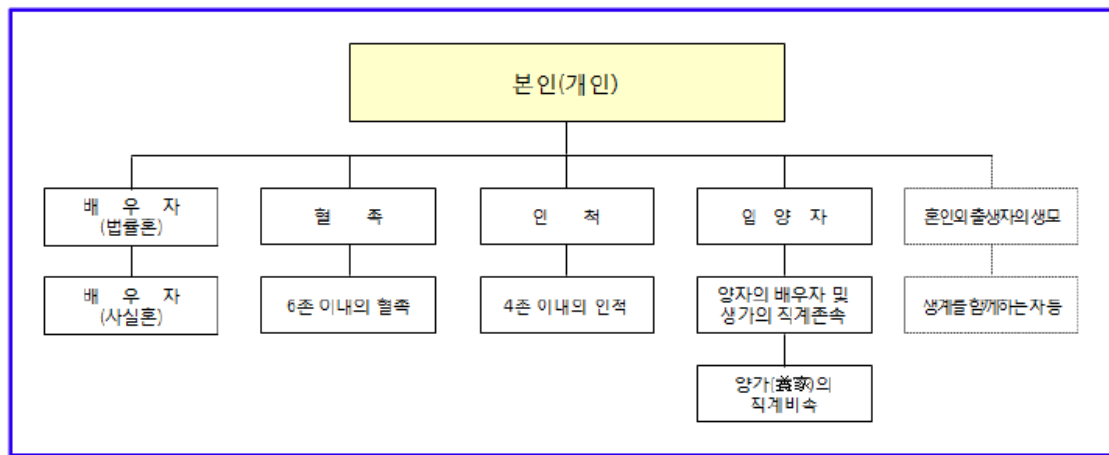 본인(개인)
배 우 자
(법률혼)
혈 족
인 척
입 양 자
혼인외출생자의생모
배 우 자
(사실혼)
6촌 이내의 혈족
4촌 이내의 인척
양자의 배우자 및
생가의 직계존속
생계를함께하는자 등
양가(養家)의
직계비속